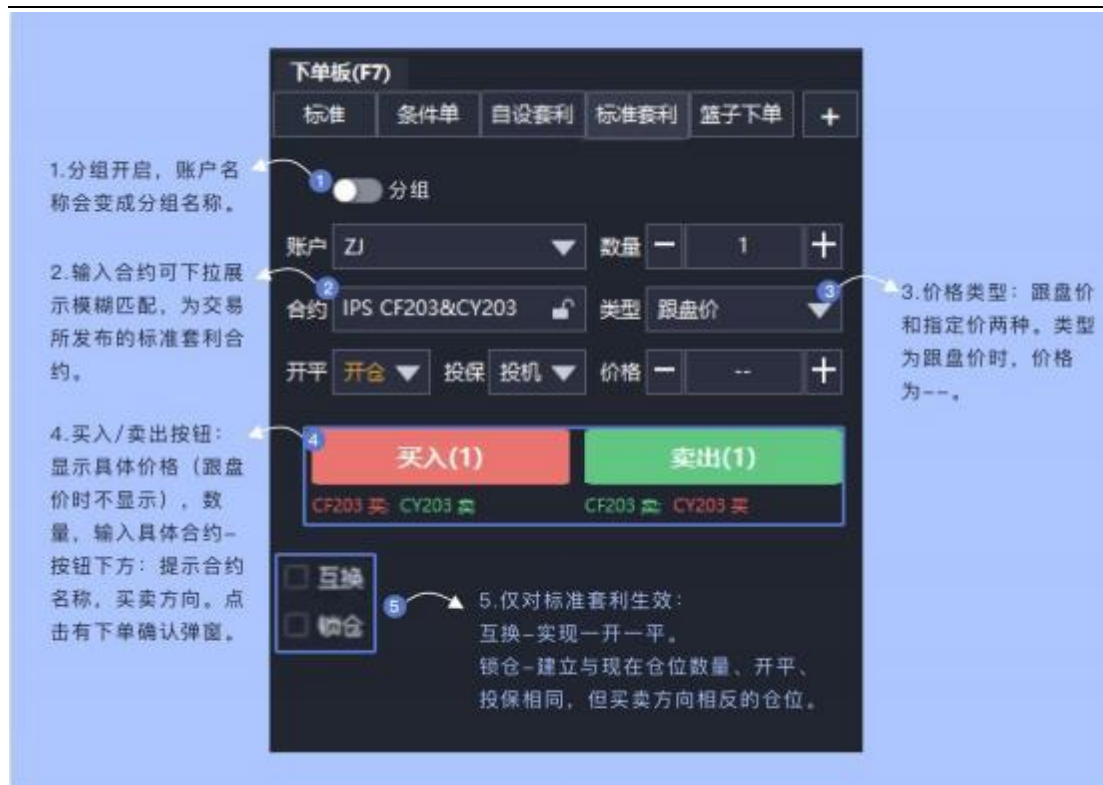 下单板(F7)
标准 条件单 自设套利 标准套利 篮子下单 +
1 分组
账户 ZJ 数量 - 1 +
2
合约 IPS CF203&CY203 类型 跟盘价 3
开平 开仓 投保 投机 价格 - -- +
4
买入(1) 卖出(1)
CF203 买; CY203 卖 CF203 卖; CY203 买
互换
锁仓
5
1.分组开启，账户名
称会变成分组名称。
2.输入合约可下拉展
示模糊匹配，为交易
所发布的标准套利合
约。
3.价格类型：跟盘价
和指定价两种。类型
为跟盘价时，价格
为--。
4.买入/卖出按钮：
显示具体价格（跟盘
价时不显示），数
量，输入具体合约-
按钮下方：提示合约
名称，买卖方向。点
击有下单确认弹窗。
5.仅对标准套利生效：
互换-实现一开一平。
锁仓-建立与现在仓位数量、开平、
投保相同，但买卖方向相反的仓位。